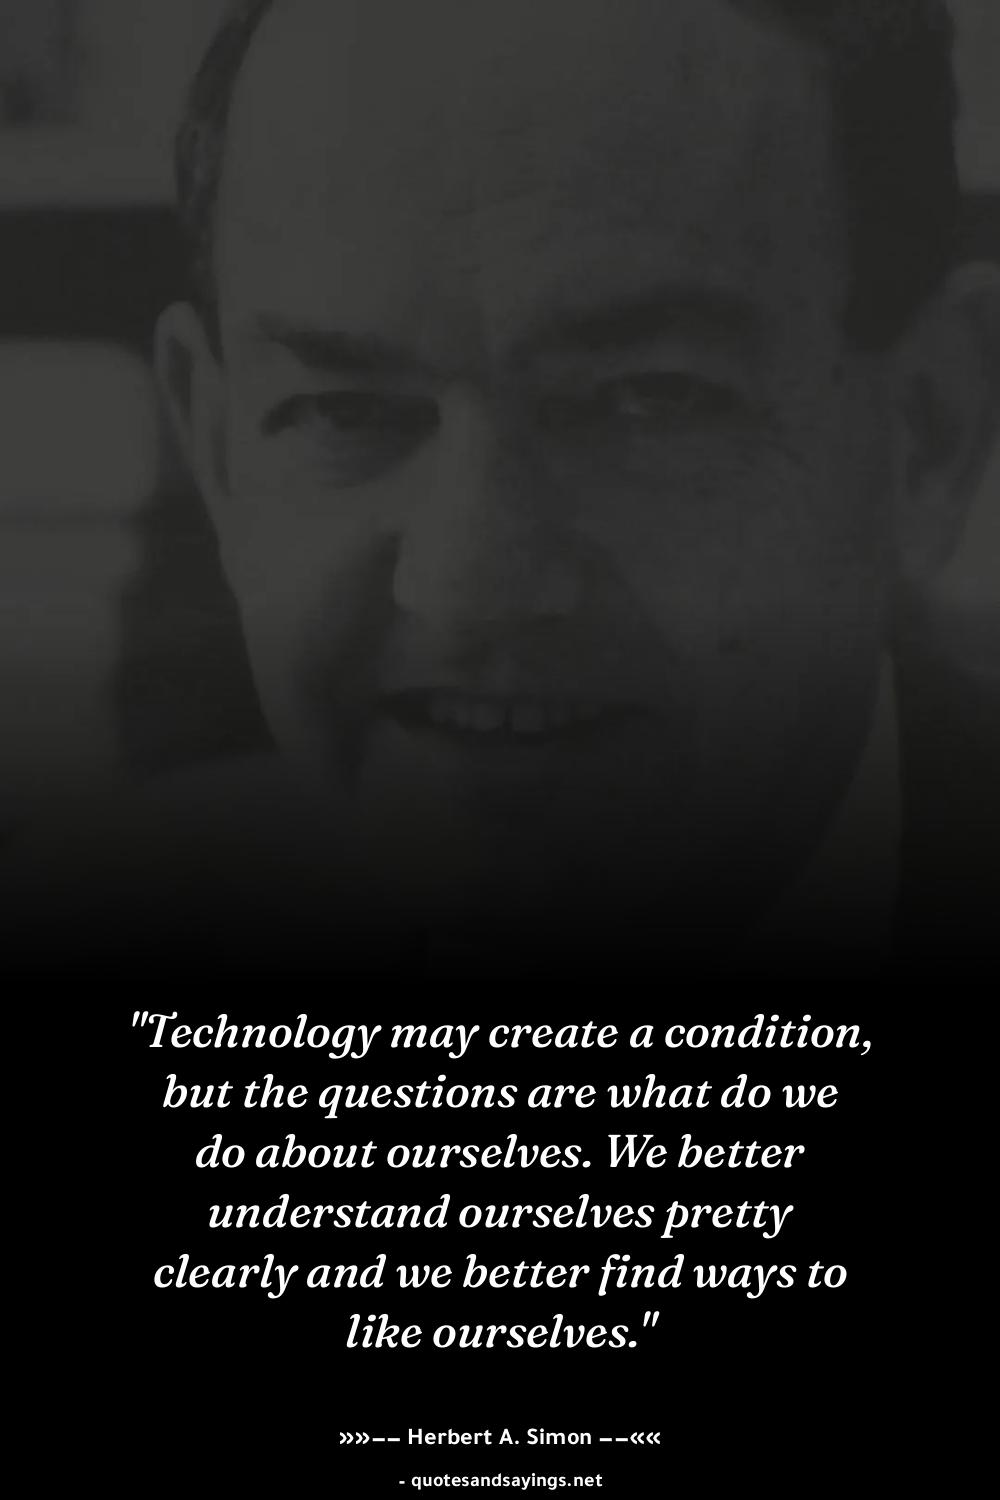 "Technology may create a condition,
but the questions are what do we
do about ourselves. We better
understand ourselves pretty
clearly and we better find ways to
like ourselves."
»»−− Herbert A. Simon −−««
- quotesandsayings.net